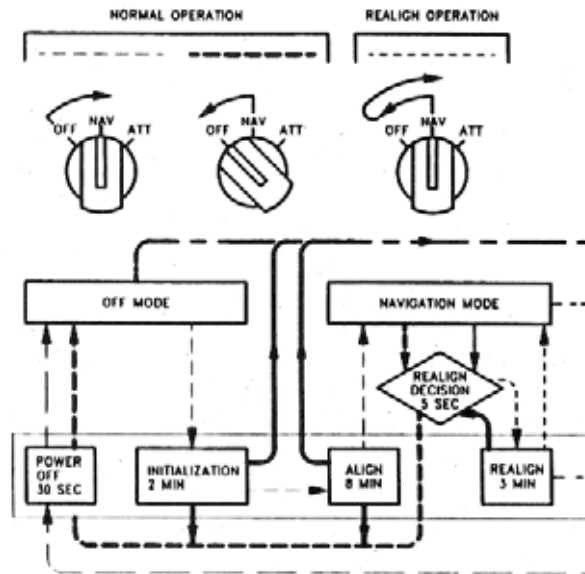 NORMAL OPERATION
REALIGN OPERATION
OFF NAV ATT
OFF NAV ATT
OFF NAV ATT
OFF MODE
NAVIGATION MODE
REALIGN
DECISION
5 SEC
POWER
OFF
30 SEC
INITIALIZATION
2 MIN
ALIGN
8 MIN
REALIGN
3 MIN